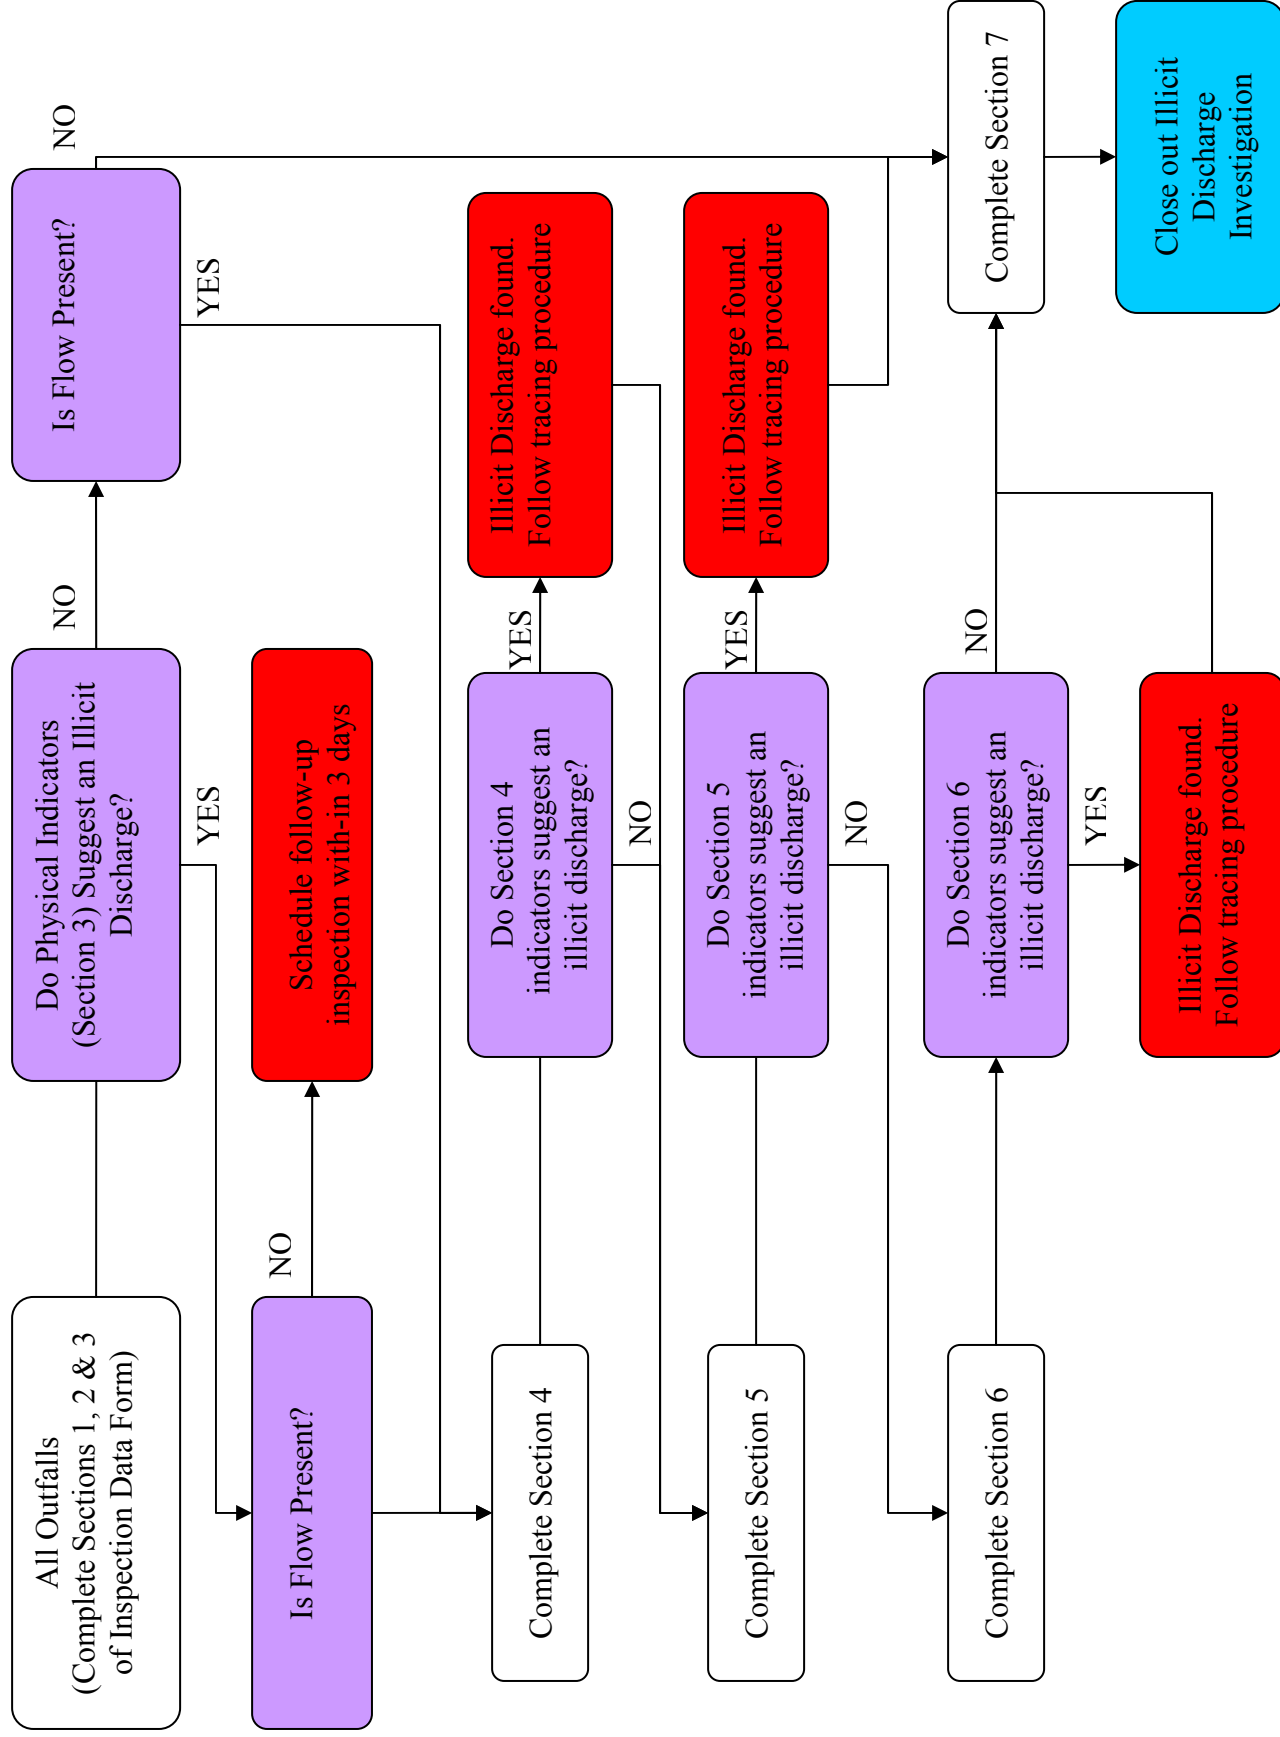 All Outfalls
(Complete Sections 1, 2 & 3
of Inspection Data Form)
Do Physical Indicators
(Section 3) Suggest an Illicit
Discharge?
NO
Is Flow Present?
NO
YES
YES
Is Flow Present?
NO
Schedule follow-up
inspection with-in 3 days
Complete Section 4
Do Section 4
indicators suggest an
illicit discharge?
YES
Illicit Discharge found.
Follow tracing procedure
NO
Complete Section 5
Do Section 5
indicators suggest an
illicit discharge?
YES
Illicit Discharge found.
Follow tracing procedure
NO
Complete Section 6
Do Section 6
indicators suggest an
illicit discharge?
NO
Complete Section 7
YES
Illicit Discharge found.
Follow tracing procedure
Close out Illicit
Discharge
Investigation